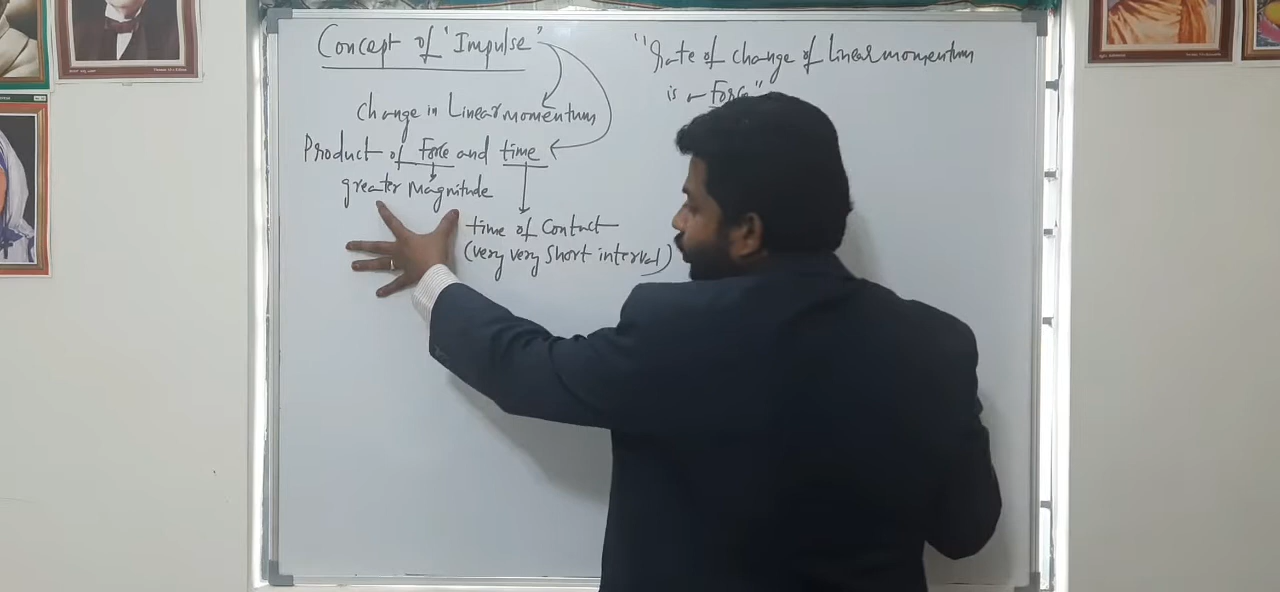 Concept of "Impulse"
Change in Linear momentum
Product of Force and time
greater Magnitude
time of Contact
(very very short interval)
"Rate of change of linear momentum
is Force"